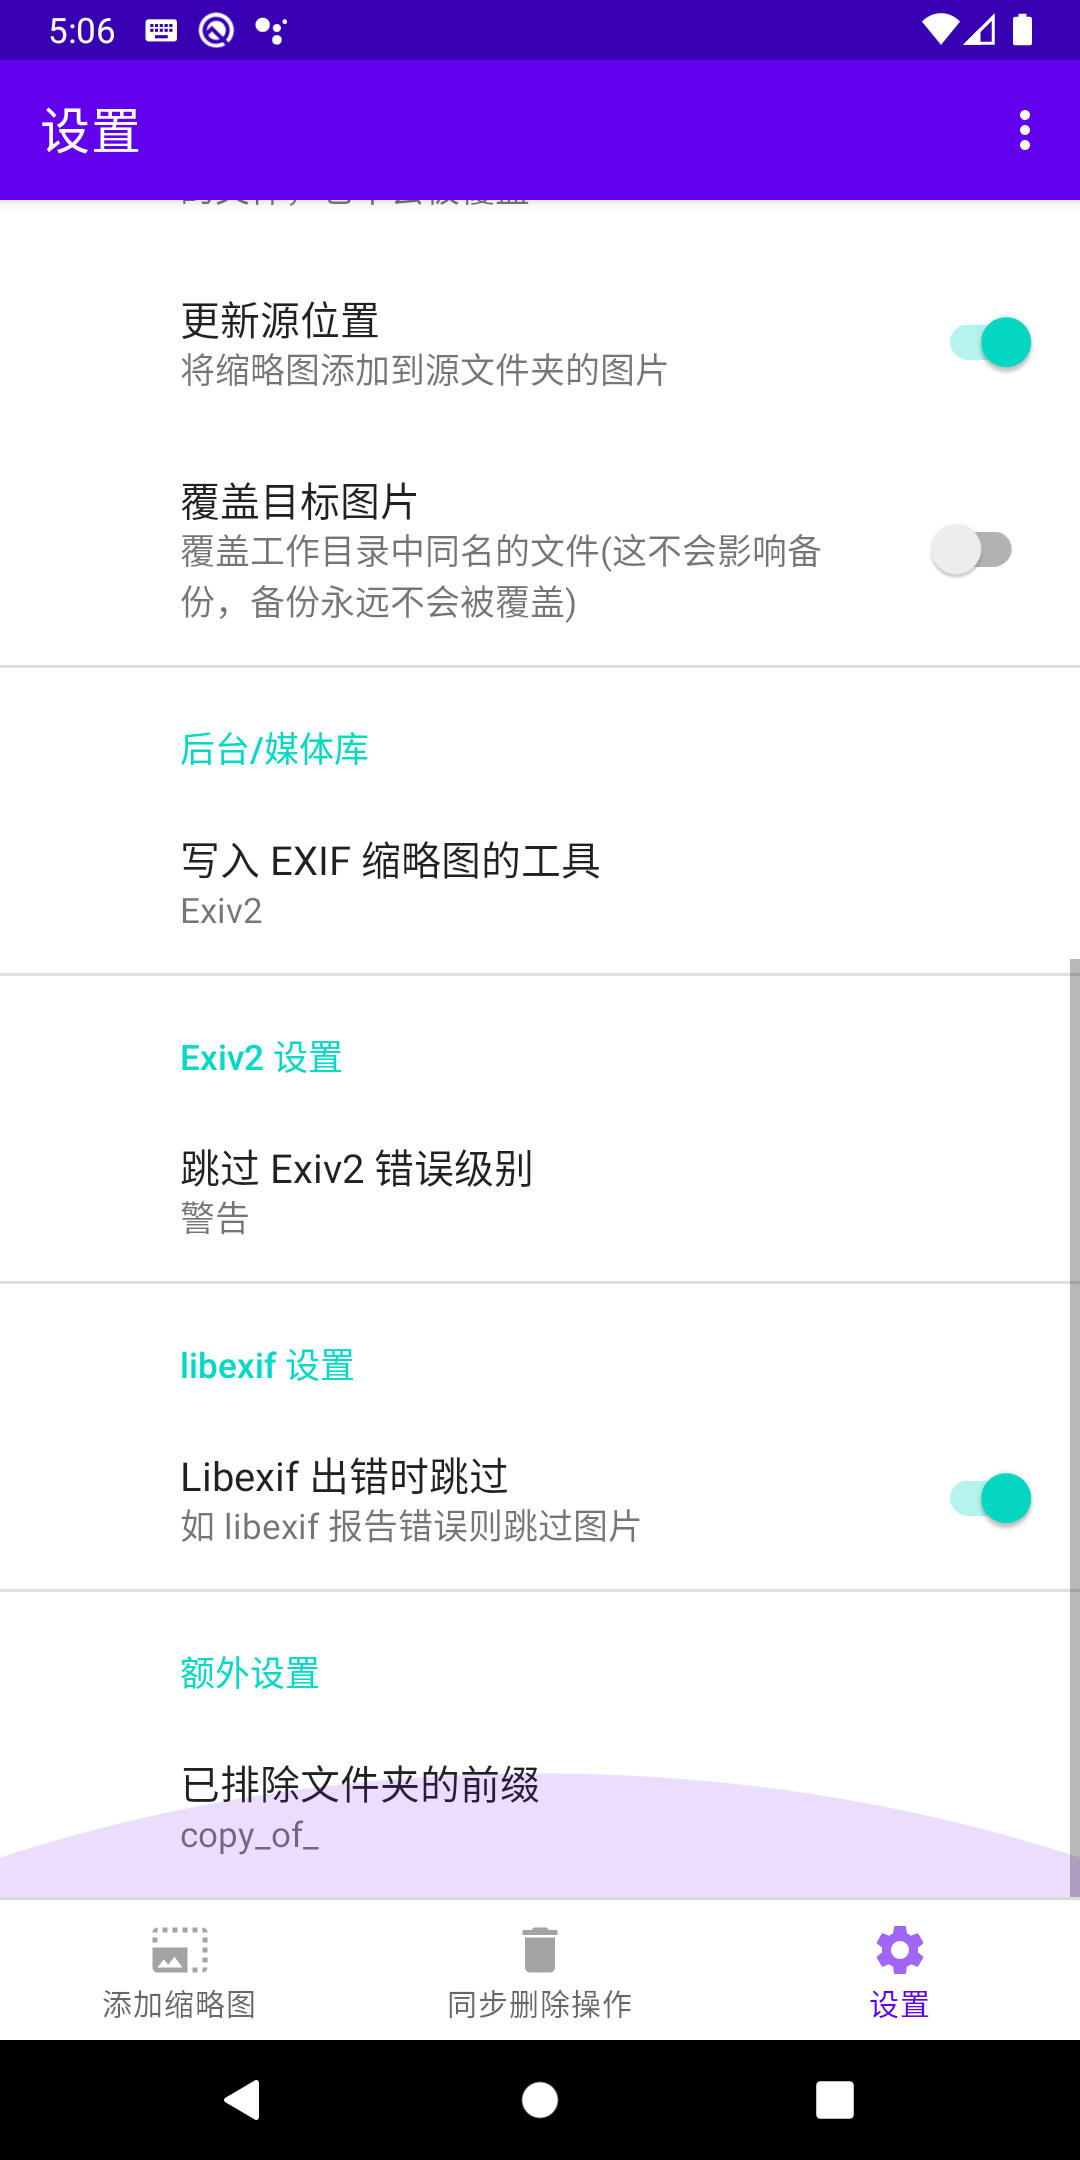 5:06
设置
更新源位置
将缩略图添加到源文件夹的图片
覆盖目标图片
覆盖工作目录中同名的文件(这不会影响备
份，备份永远不会被覆盖)
后台/媒体库
写入 EXIF 缩略图的工具
Exiv2
Exiv2 设置
跳过 Exiv2 错误级别
警告
libexif 设置
Libexif 出错时跳过
如 libexif 报告错误则跳过图片
额外设置
已排除文件夹的前缀
copy_of_
添加缩略图
同步删除操作
设置